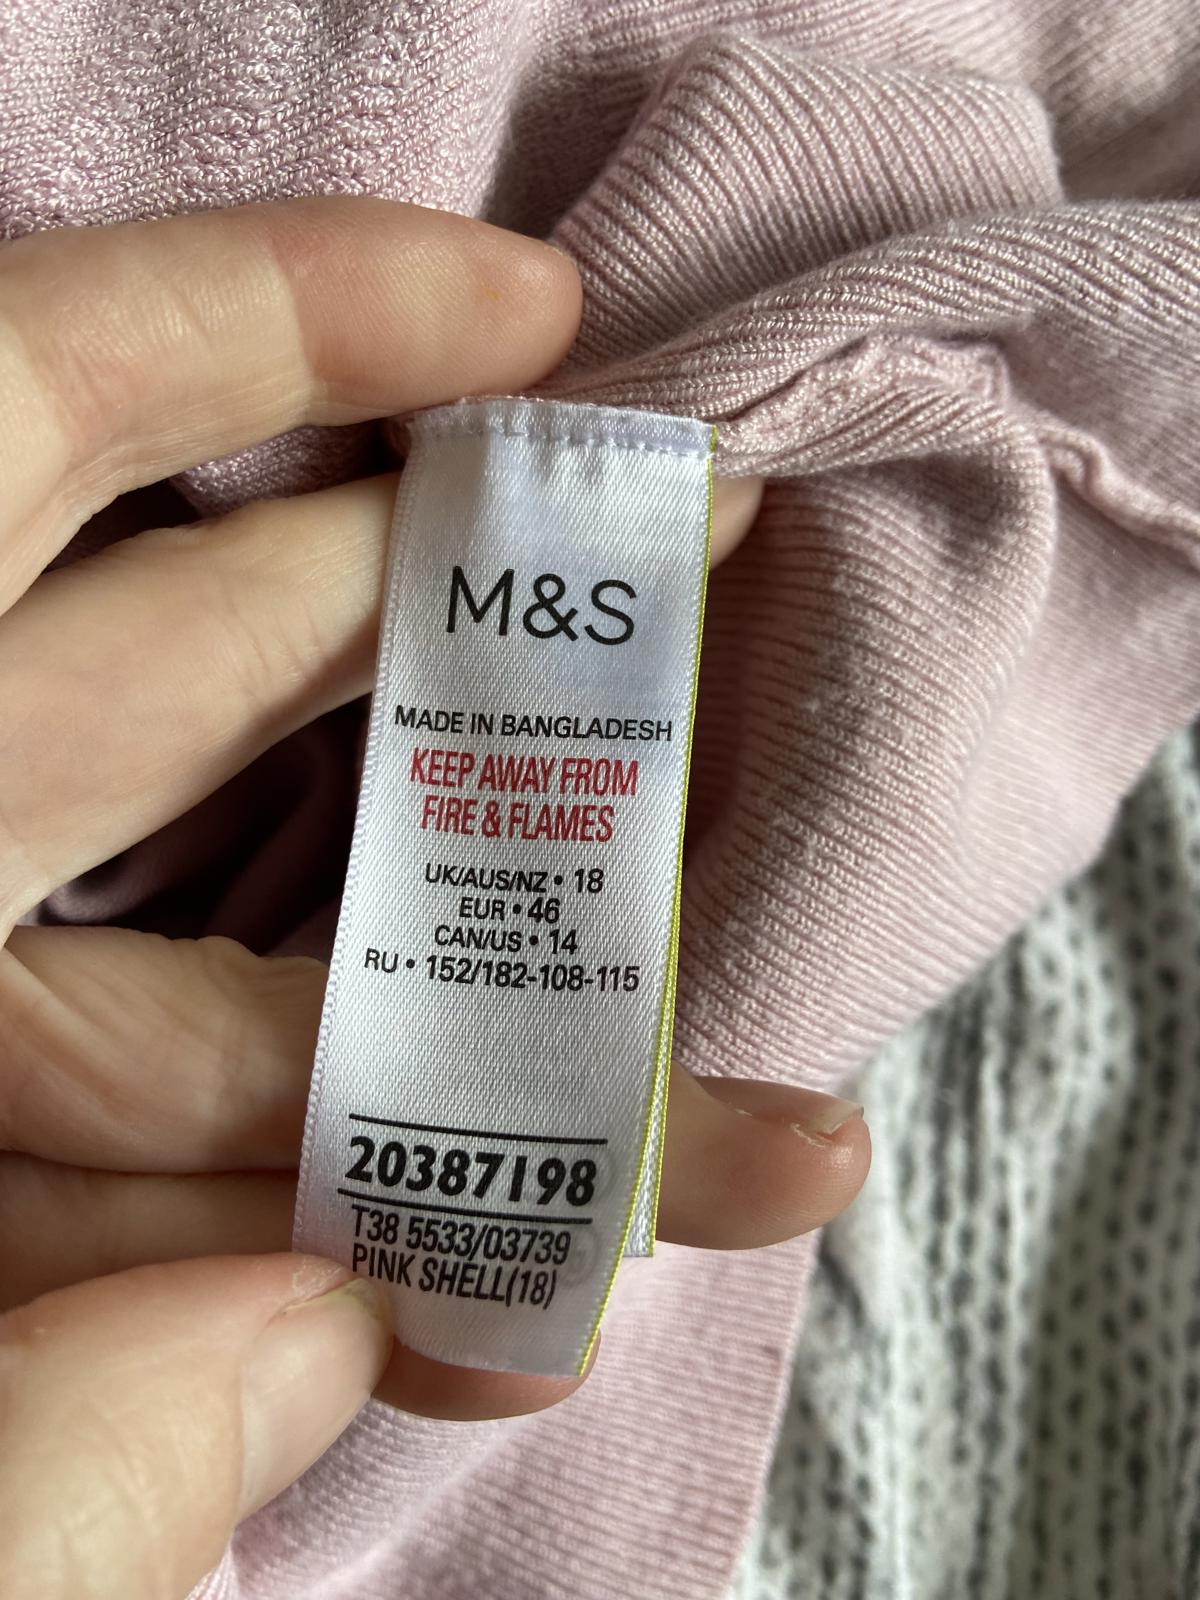 M&S
MADE IN BANGLADESH
KEEP AWAY FROM
FIRE & FLAMES
UK/AUS/NZ • 18
EUR • 46
CAN/US • 14
RU • 152/182-108-115
20387198
T38 5533/03739
PINK SHELL(18)